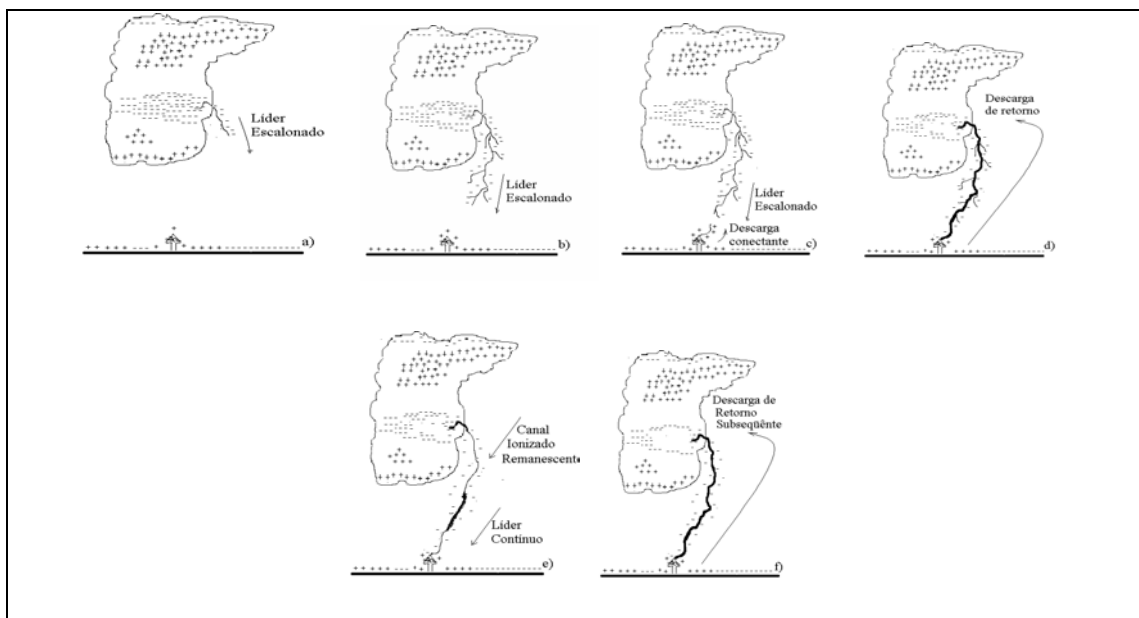 Líder
Escalonado
a)
Líder
Escalonado
b)
Líder
Escalonado
Descarga
conectante
c)
Descarga
de retorno
d)
Canal
Ionizado
Remanescente
Líder
Contínuo
e)
Descarga de
Retorno
Subseqüênte
f)